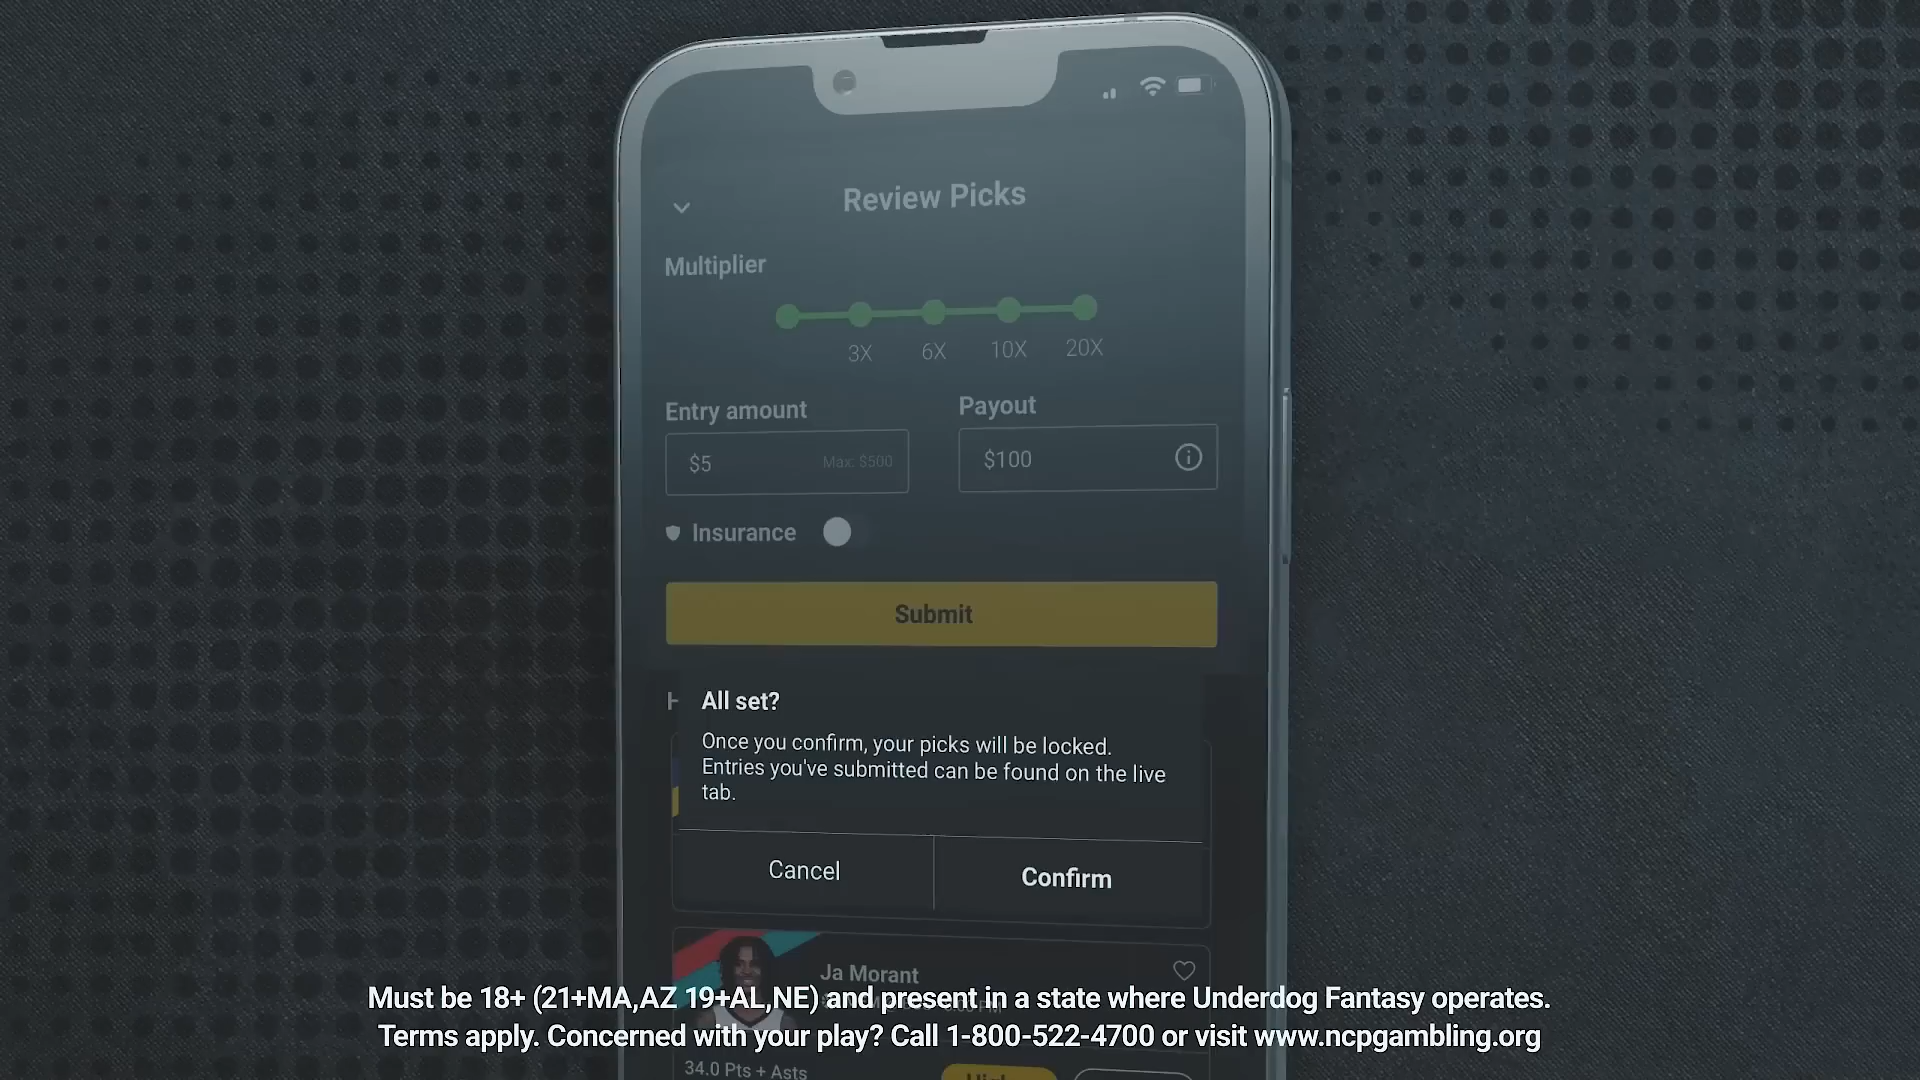 Review Picks
Multiplier
3X 6X 10X 20X
Entry amount
Payout
$5 Max: $500
$100
Insurance
Submit
All set?
Once you confirm, your picks will be locked.
Entries you've submitted can be found on the live
tab.
Cancel
Confirm
Ja Morant
Must be 18+ (21+MA,AZ 19+AL,NE) and present in a state where Underdog Fantasy operates.
Terms apply. Concerned with your play? Call 1-800-522-4700 or visit www.ncpgambling.org
34.0 Pts + Asts